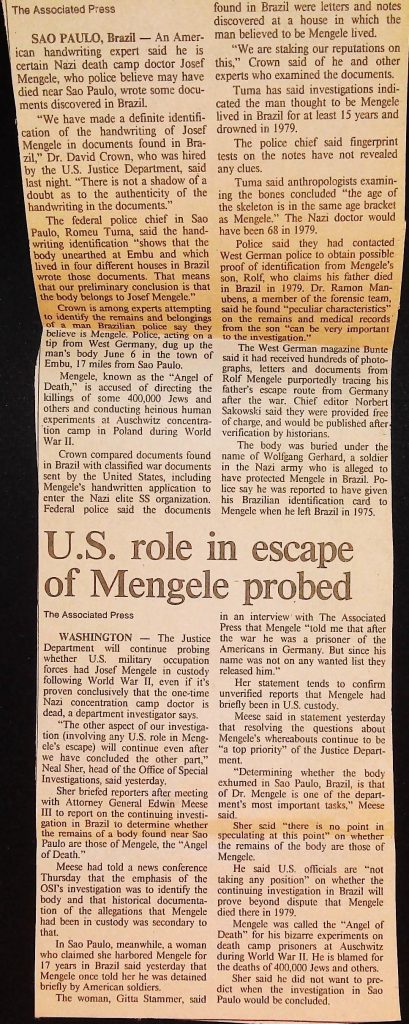 The Associated Press
SAO PAULO, Brazil — An Amer-
ican handwriting expert said he is
certain Nazi death camp doctor Josef
Mengele, who police believe may have
died near Sao Paulo, wrote some docu-
ments discovered in Brazil.
"We have made a definite identifi-
cation of the handwriting of Josef
Mengele in documents found in Bra-
zil," Dr. David Crown, who was hired
by the U.S. Justice Department, said
last night. "There is not a shadow of a
doubt as to the authenticity of the
handwriting in the documents."
The federal police chief in Sao
Paulo, Romeu Tuma, said the hand-
writing identification "shows that the
body unearthed at Embu and which
lived in four different houses in Brazil
wrote those documents. That means
that our preliminary conclusion is that
the body belongs to Josef Mengele."
Crown is among experts attempting
to identify the remains and belongings
of a man Brazilian police say they
believe is Mengele. Police, acting on a
tip from West Germany, dug up the
man's body June 6 in the town of
Embu, 17 miles from Sao Paulo.
Mengele, known as the "Angel of
Death," is accused of directing the
killings of some 400,000 Jews and
others and conducting heinous human
experiments at Auschwitz concentra-
tion camp in Poland during World
War II.
Crown compared documents found
in Brazil with classified war documents
sent by the United States, including
Mengele's handwritten application to
enter the Nazi elite SS organization.
Federal police said the documents
found in Brazil were letters and notes
discovered at a house in which the
man believed to be Mengele lived.
"We are staking our reputations on
this," Crown said of he and other
experts who examined the documents.
Tuma has said investigations indi-
cated the man thought to be Mengele
lived in Brazil for at least 15 years and
drowned in 1979.
The police chief said fingerprint
tests on the notes have not revealed
any clues.
Tuma said anthropologists examin-
ing the bones concluded "the age of
the skeleton is in the same age bracket
as Mengele." The Nazi doctor would
have been 68 in 1979.
Police said they had contacted
West German police to obtain possible
proof of identification from Mengele's
son, Rolf, who claims his father died
in Brazil in 1979. Dr. Ramon Man-
ubens, a member of the forensic team,
said he found "peculiar characteristics"
on the remains and medical records
from the son "can be very important
to the investigation."
The West German magazine Bunte
said it had received hundreds of photo-
graphs, letters and documents from
Rolf Mengele purportedly tracing his
father's escape route from Germany
after the war. Chief editor Norbert
Sakowski said they were provided free
of charge, and would be published after
verification by historians.
The body was buried under the
name of Wolfgang Gerhard, a soldier
in the Nazi army who is alleged to
have protected Mengele in Brazil. Po-
lice say he was reported to have given
his Brazilian identification card to
Mengele when he left Brazil in 1975.
U.S. role in escape
of Mengele probed
The Associated Press
WASHINGTON — The Justice
Department will continue probing
whether U.S. military occupation
forces had Josef Mengele in custody
following World War II, even if it's
proven conclusively that the one-time
Nazi concentration camp doctor is
dead, a department investigator says.
"The other aspect of our investiga-
tion (involving any U.S. role in Meng-
ele's escape) will continue even after
we have concluded the other part,"
Neal Sher, head of the Office of Special
Investigations, said yesterday.
Sher briefed reporters after meeting
with Attorney General Edwin Meese
III to report on the continuing investi-
gation in Brazil to determine whether
the remains of a body found near Sao
Paulo are those of Mengele, the "Angel
of Death."
Meese had told a news conference
Thursday that the emphasis of the
OSI's investigation was to identify the
body and that historical documenta-
tion of the allegations that Mengele
had been in custody was secondary to
that.
In Sao Paulo, meanwhile, a woman
who claimed she harbored Mengele for
17 years in Brazil said yesterday that
Mengele once told her he was detained
briefly by American soldiers.
The woman, Gitta Stammer, said
in an interview with The Associated
Press that Mengele "told me that after
the war he was a prisoner of the
Americans in Germany. But since his
name was not on any wanted list they
released him."
Her statement tends to confirm
unverified reports that Mengele had
briefly been in U.S. custody.
Meese said in statement yesterday
that resolving the questions about
Mengele's whereabouts continue to be
"a top priority" of the Justice Depart-
ment.
"Determining whether the body
exhumed in Sao Paulo, Brazil, is that
of Dr. Mengele is one of the depart-
ment's most important tasks," Meese
said.
Sher said "there is no point in
speculating at this point" on whether
the remains of the body are those of
Mengele.
He said U.S. officials are "not
taking any position" on whether the
continuing investigation in Brazil will
prove beyond dispute that Mengele
died there in 1979.
Mengele was called the "Angel of
Death" for his bizarre experiments on
death camp prisoners at Auschwitz
during World War II. He is blamed for
the deaths of 400,000 Jews and others.
Sher said he did not want to pre-
dict when the investigation in Sao
Paulo would be concluded.